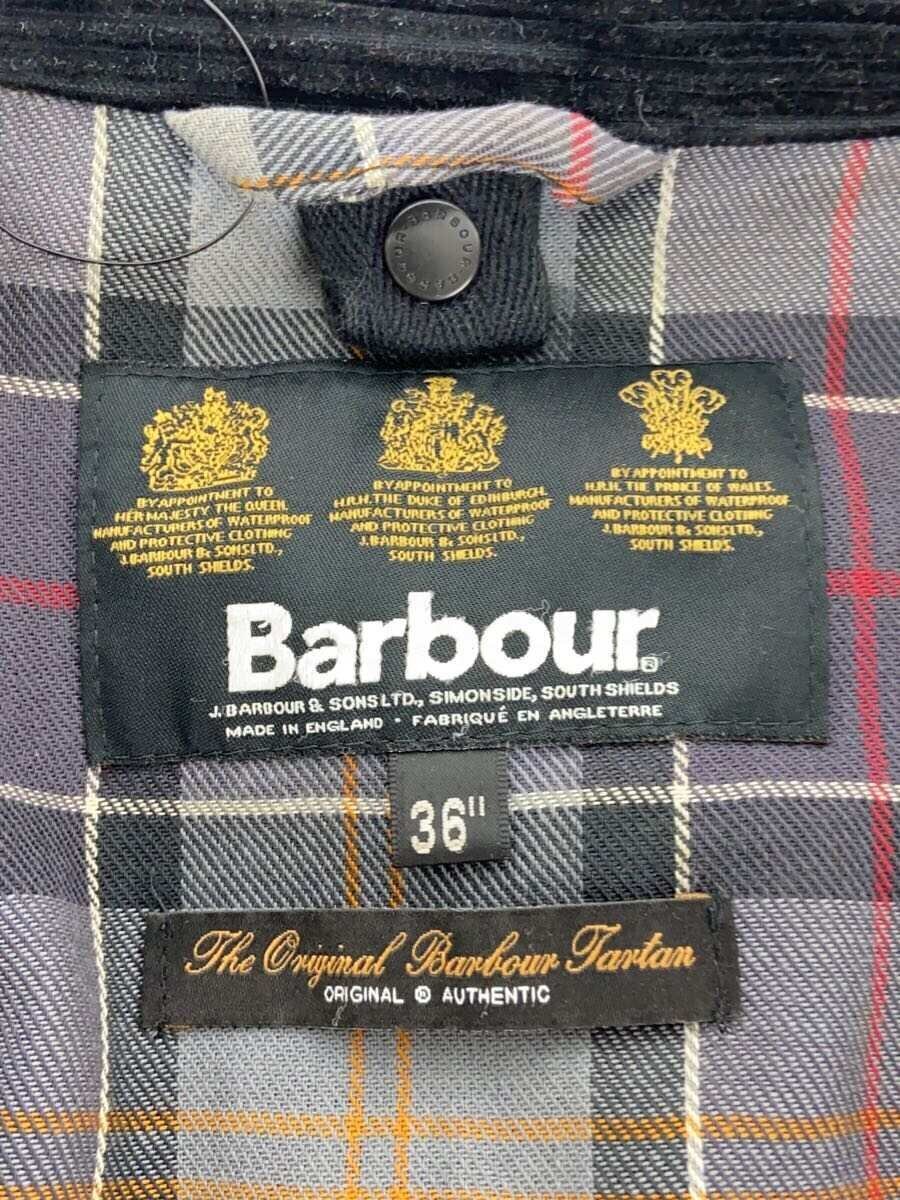 BARBOUR
BY APPOINTMENT TO
HER MAJESTY THE QUEEN.
MANUFACTURERS OF WATERPROOF
AND PROTECTIVE CLOTHING
J.BARBOUR & SONS LTD.,
SOUTH SHIELDS.
BY APPOINTMENT TO
H.R.H. THE DUKE OF EDINBURGH.
MANUFACTURERS OF WATERPROOF
AND PROTECTIVE CLOTHING
J.BARBOUR & SONS LTD.,
SOUTH SHIELDS.
BY APPOINTMENT TO
H.R.H. THE PRINCE OF WALES.
MANUFACTURERS OF WATERPROOF
AND PROTECTIVE CLOTHING
J.BARBOUR & SONS LTD.,
SOUTH SHIELDS.
Barbour®
J. BARBOUR & SONS LTD., SIMONSIDE, SOUTH SHIELDS
MADE IN ENGLAND · FABRIQUÉ EN ANGLETERRE
36"
The Original Barbour Tartan
ORIGINAL ® AUTHENTIC